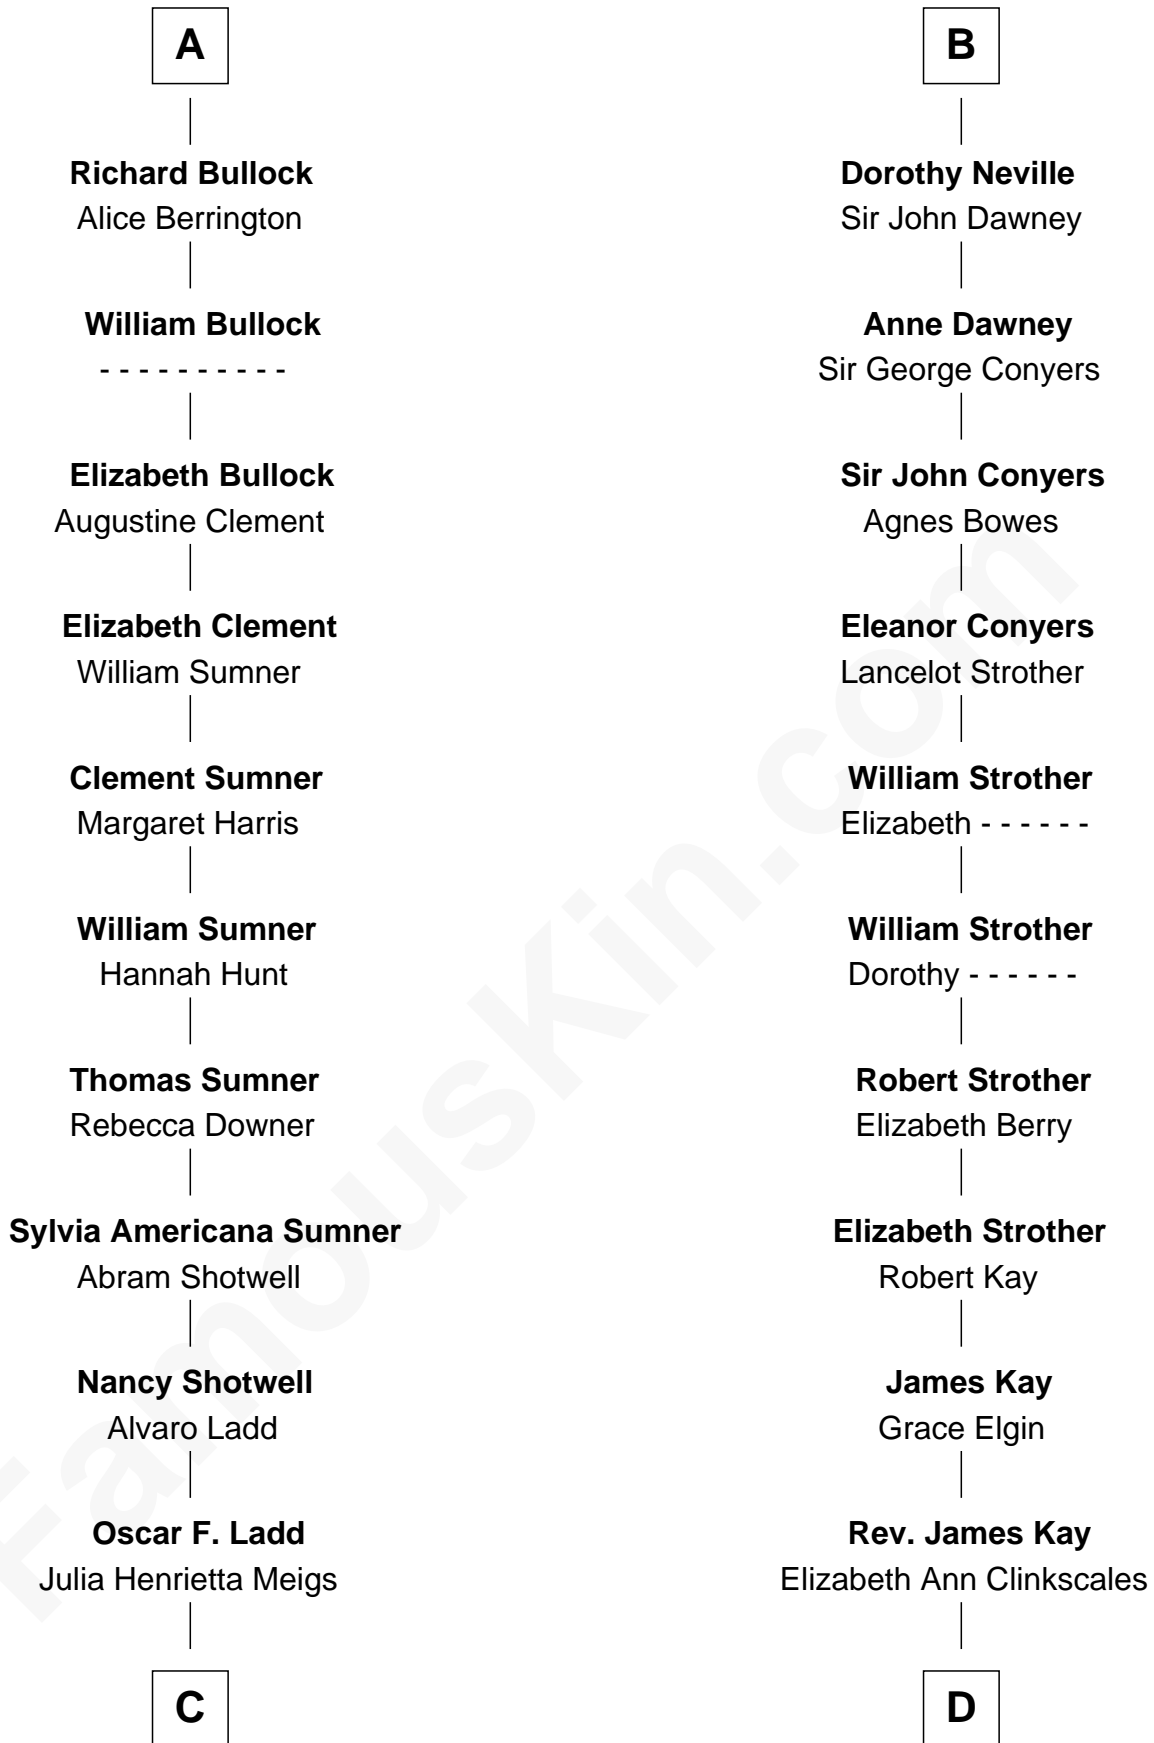 A
Richard Bullock
Alice Berrington
William Bullock
- - - - - - - - - -
Elizabeth Bullock
Augustine Clement
Elizabeth Clement
William Sumner
Clement Sumner
Margaret Harris
William Sumner
Hannah Hunt
Thomas Sumner
Rebecca Downer
Sylvia Americana Sumner
Abram Shotwell
Nancy Shotwell
Alvaro Ladd
Oscar F. Ladd
Julia Henrietta Meigs
C
B
Dorothy Neville
Sir John Dawney
Anne Dawney
Sir George Conyers
Sir John Conyers
Agnes Bowes
Eleanor Conyers
Lancelot Strother
William Strother
Elizabeth - - - - - -
William Strother
Dorothy - - - - - -
Robert Strother
Elizabeth Berry
Elizabeth Strother
Robert Kay
James Kay
Grace Elgin
Rev. James Kay
Elizabeth Ann Clinkscales
D
FamousKin.com